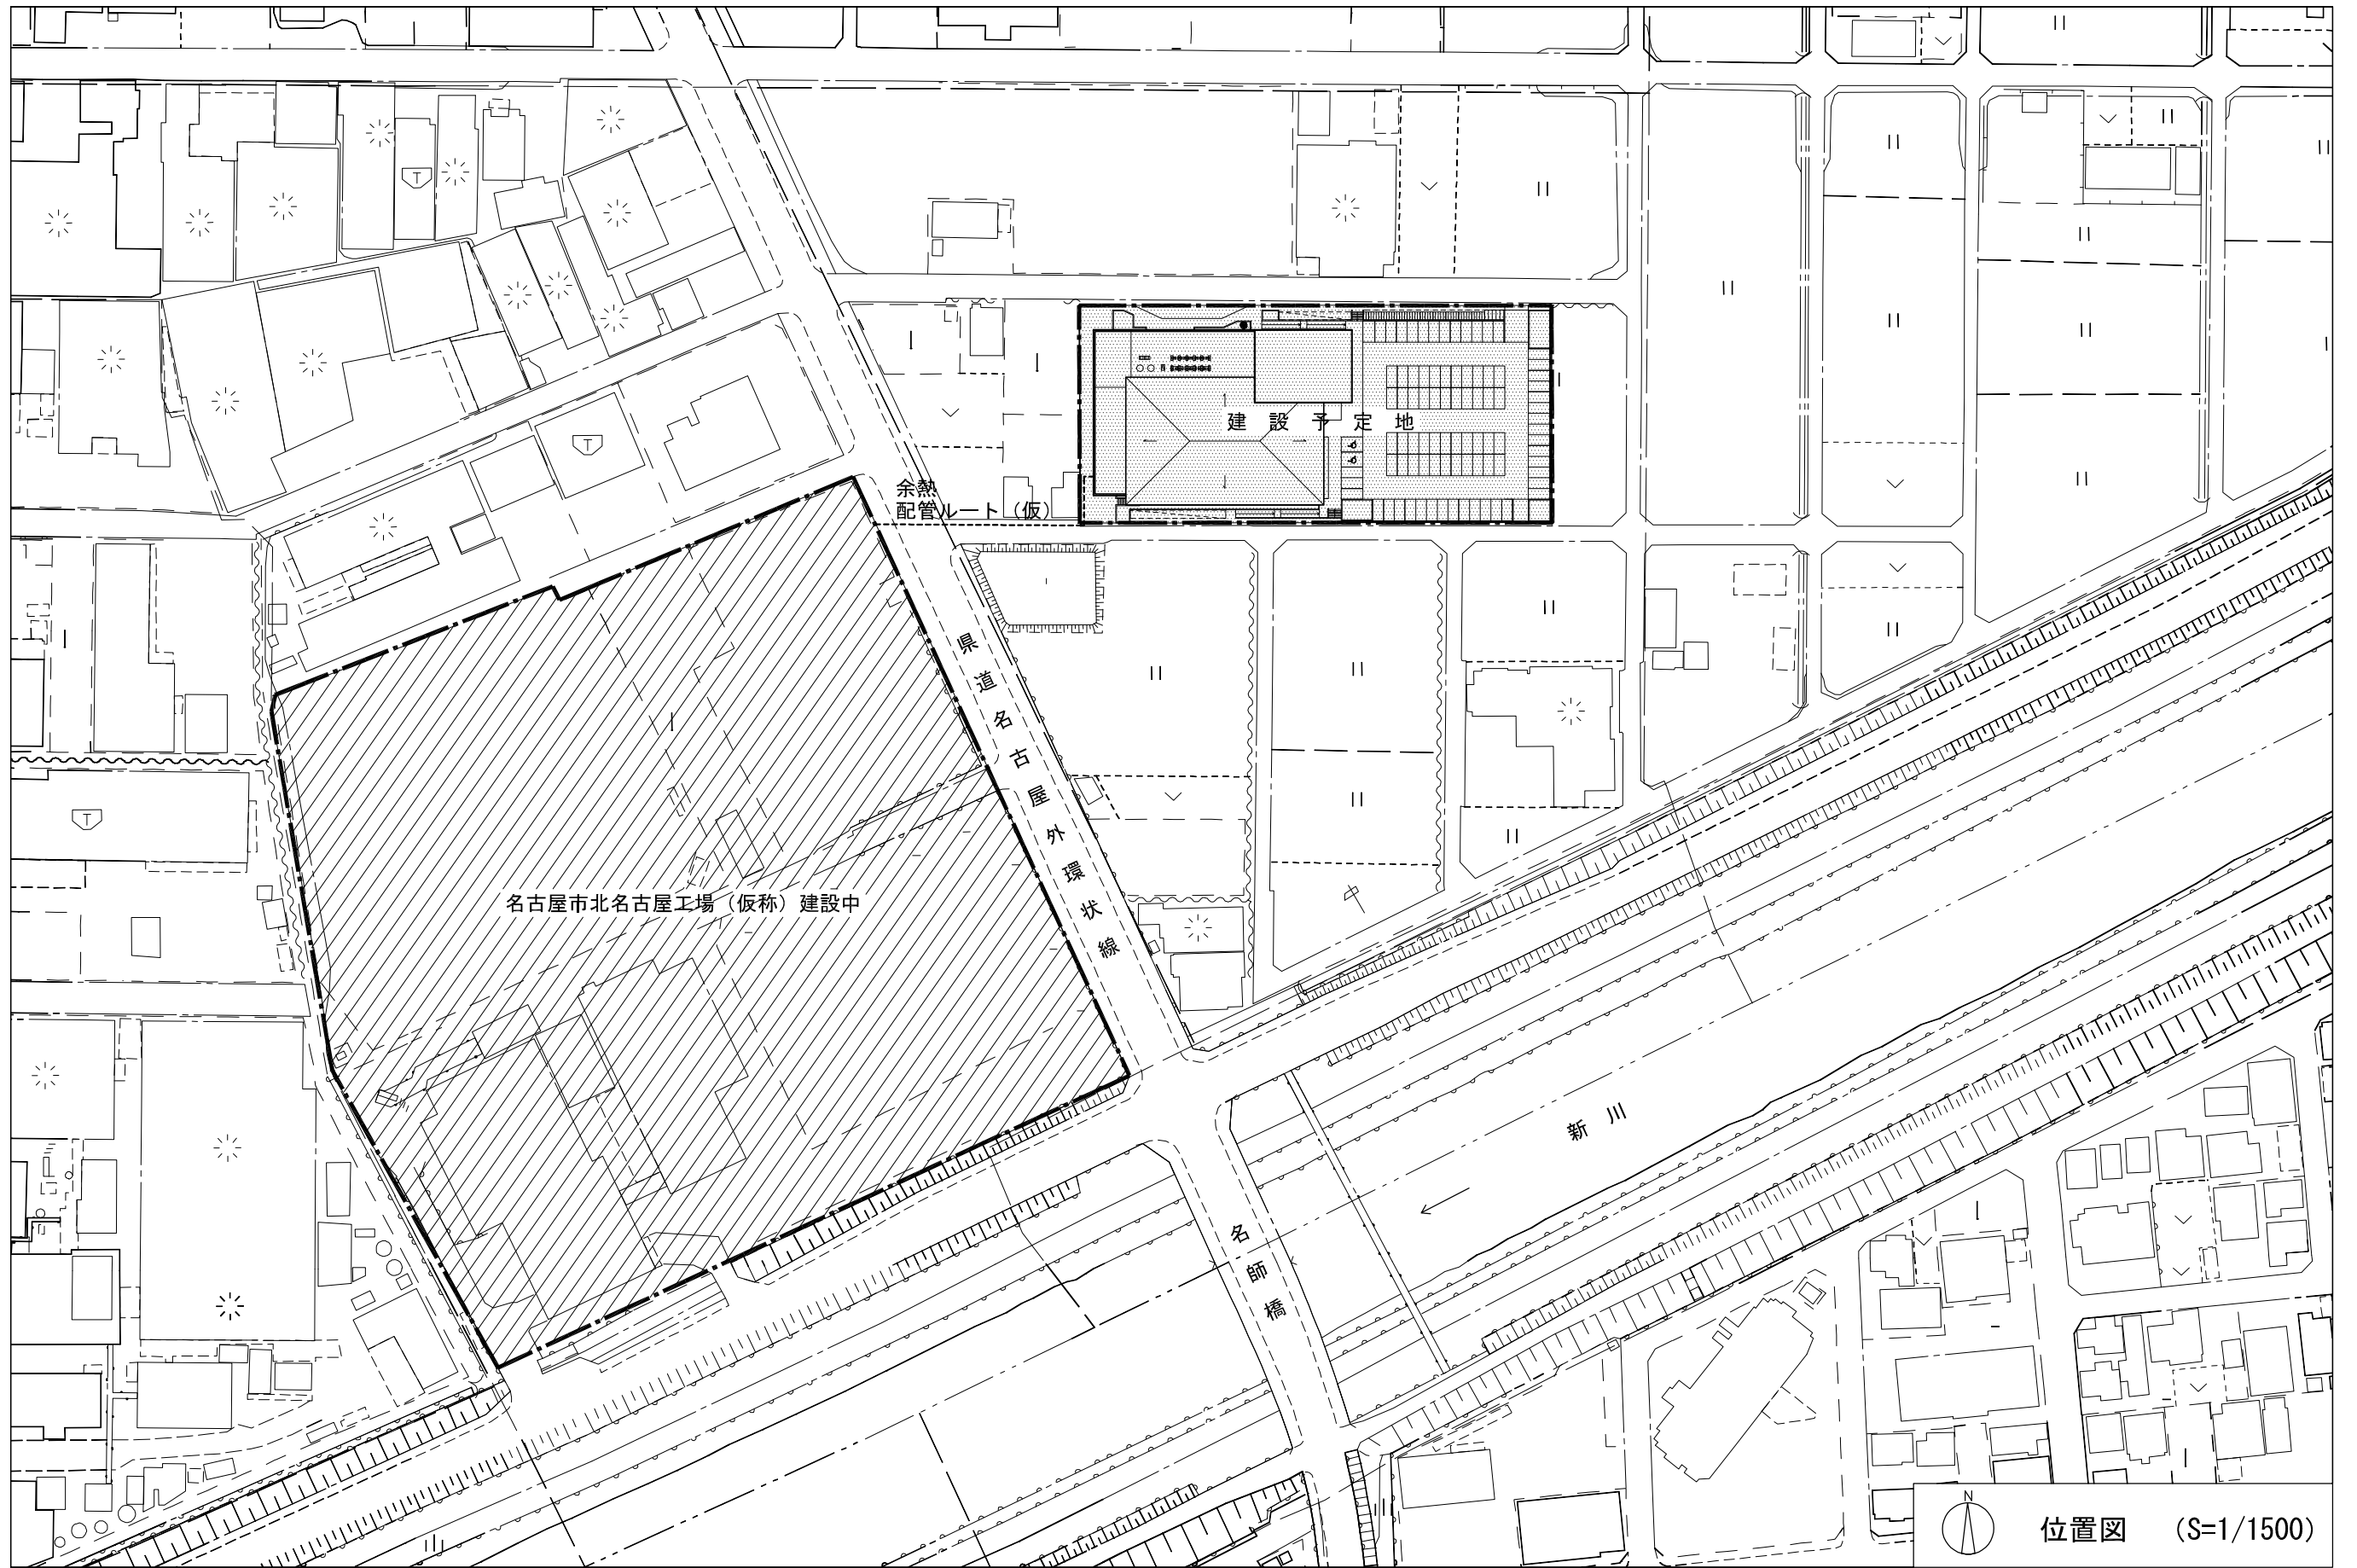 建設予定地
余熱
配管ルート（仮）
県道名古屋外環状線
名古屋市北名古屋工場（仮称）建設中
新川
名師橋
T
T
T
N
位置図　（S=1/1500）